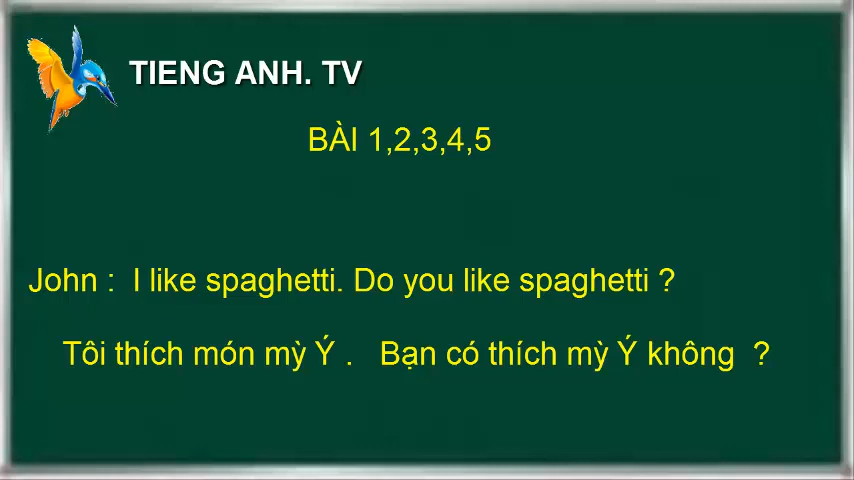 TIENG ANH. TV
BÀI 1,2,3,4,5
John : I like spaghetti. Do you like spaghetti ?
Tôi thích món mỳ Ý . Bạn có thích mỳ Ý không ?